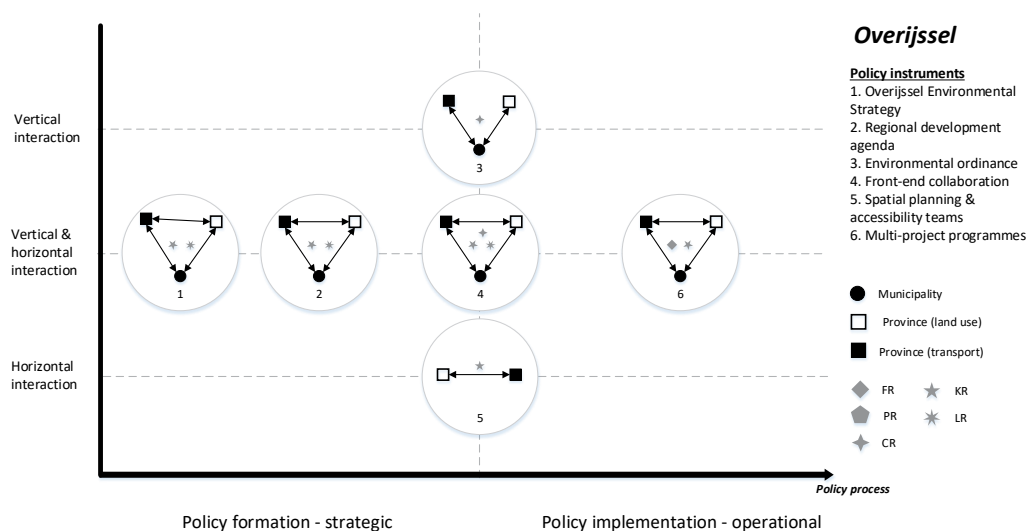 Overijssel
Policy instruments
1. Overijssel Environmental
Strategy
2. Regional development
agenda
3. Environmental ordinance
4. Front-end collaboration
5. Spatial planning &
accessibility teams
6. Multi-project programmes
Vertical
interaction
3
Vertical &
horizontal
interaction
1
2
4
6
Municipality
Province (land use)
Province (transport)
Horizontal
interaction
5
FR
KR
PR
LR
CR
Policy process
Policy formation - strategic
Policy implementation - operational